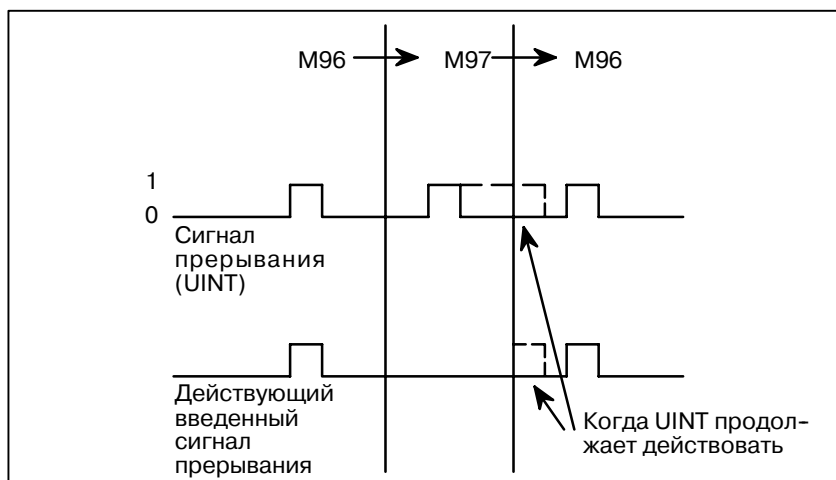 M96 M97 M96
1
0
Сигнал
прерывания
(UINT)
Действующий
введенный
сигнал
прерывания
Когда UINT продол-
жает действовать